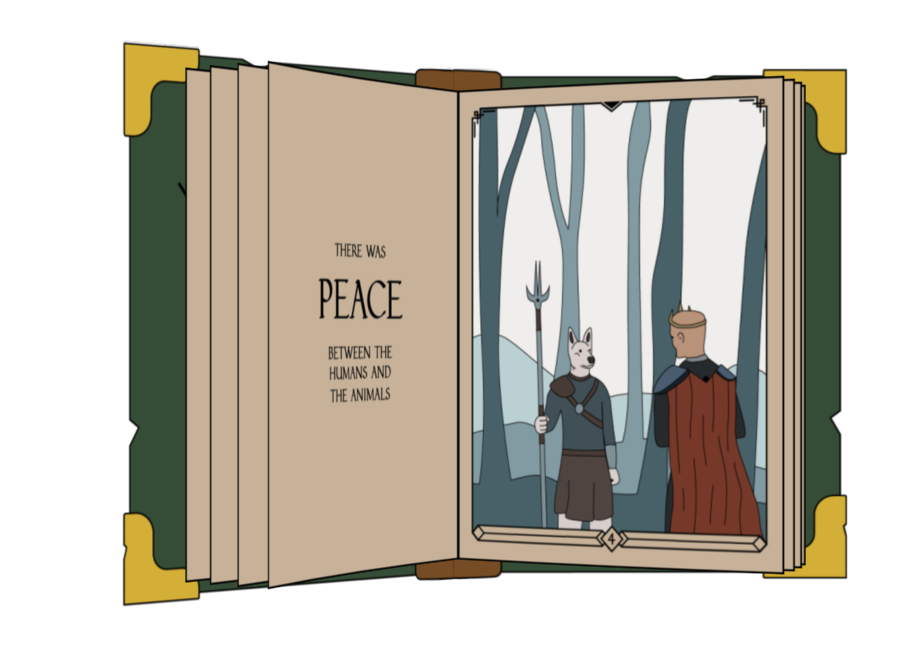 THERE WAS
PEACE
BETWEEN THE
HUMANS AND
THE ANIMALS
4